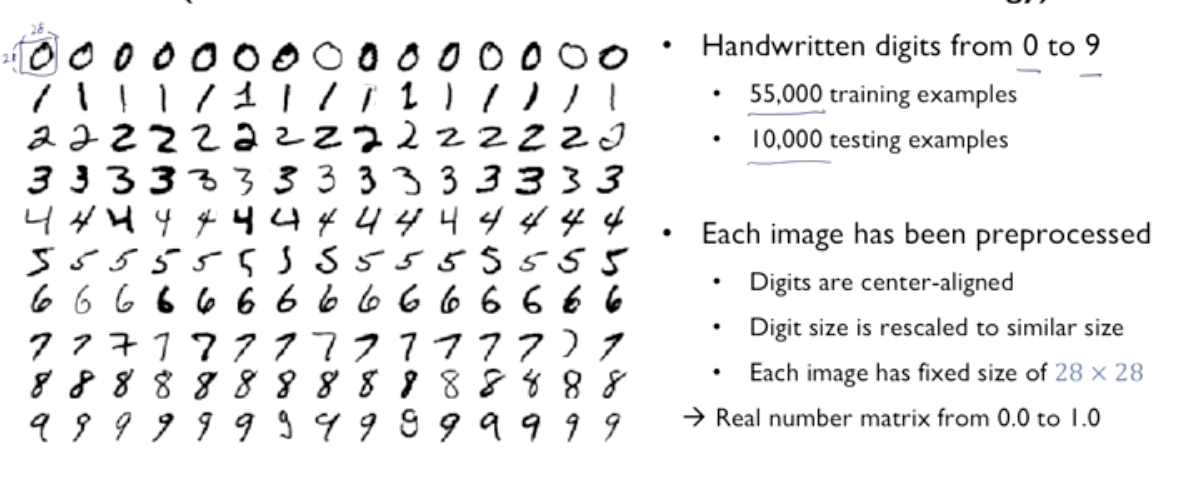 28
0 0 0 0 0 0 0 0 0 0 0 0 0 0 0
1 1 1 1 1 1 1 1 1 1 1 1 1 1 1
2 2 2 2 2 2 2 2 2 2 2 2 2 2 2
3 3 3 3 3 3 3 3 3 3 3 3 3 3 3
4 4 4 4 4 4 4 4 4 4 4 4 4 4 4
5 5 5 5 5 5 5 5 5 5 5 5 5 5 5
6 6 6 6 6 6 6 6 6 6 6 6 6 6 6
7 7 7 7 7 7 7 7 7 7 7 7 7 7 7
8 8 8 8 8 8 8 8 8 8 8 8 8 8 8
9 9 9 9 9 9 9 9 9 9 9 9 9 9 9
• Handwritten digits from 0 to 9
• 55,000 training examples
• 10,000 testing examples
• Each image has been preprocessed
• Digits are center-aligned
• Digit size is rescaled to similar size
• Each image has fixed size of 28 × 28
→ Real number matrix from 0.0 to 1.0